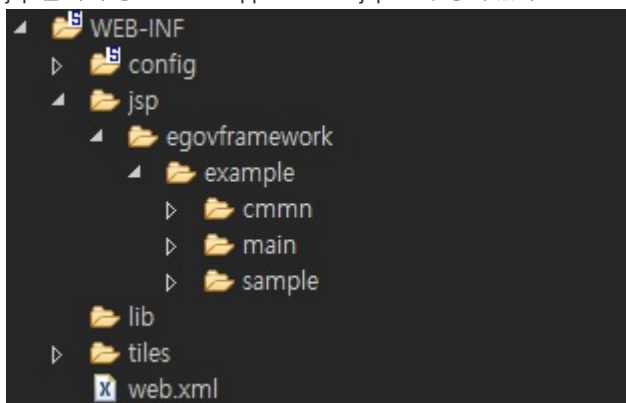 WEB-INF
config
jsp
egovframework
example
cmmn
main
sample
lib
tiles
web.xml